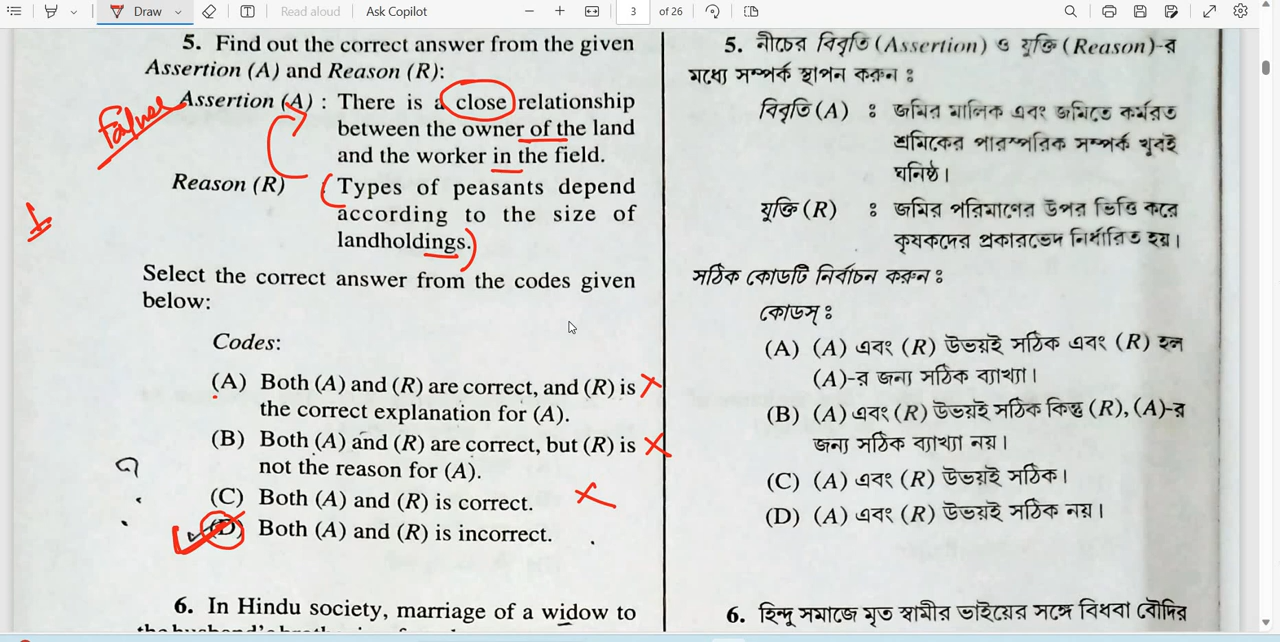 Draw
Read aloud
Ask Copilot
3
of 26
5. Find out the correct answer from the given
Assertion (A) and Reason (R):
Assertion (A) : There is a close relationship
between the owner of the land
and the worker in the field.
Reason (R) Types of peasants depend
according to the size of
landholdings.
Select the correct answer from the codes given
below:
Codes:
(A) Both (A) and (R) are correct, and (R) is
the correct explanation for (A).
(B) Both (A) and (R) are correct, but (R) is
not the reason for (A).
(C) Both (A) and (R) is correct.
(D) Both (A) and (R) is incorrect.
6. In Hindu society, marriage of a widow to
5. নীচের বিবৃতি (Assertion) ও যুক্তি (Reason)-র
মধ্যে সম্পর্ক স্থাপন করুন :
বিবৃতি (A) : জমির মালিক এবং জমিতে কর্মরত
শ্রমিকের পারস্পরিক সম্পর্ক খুবই
ঘনিষ্ঠ।
যুক্তি (R) : জমির পরিমাণের উপর ভিত্তি করে
কৃষকদের প্রকারভেদ নির্ধারিত হয়।
সঠিক কোডটি নির্বাচন করুন :
কোডস্ :
(A) (A) এবং (R) উভয়ই সঠিক এবং (R) হল
(A)-র জন্য সঠিক ব্যাখ্যা।
(B) (A) এবং (R) উভয়ই সঠিক কিন্তু (R), (A)-র
জন্য সঠিক ব্যাখ্যা নয়।
(C) (A) এবং (R) উভয়ই সঠিক।
(D) (A) এবং (R) উভয়ই সঠিক নয়।
6. হিন্দু সমাজে মৃত স্বামীর ভাইয়ের সঙ্গে বিধবা বৌদির